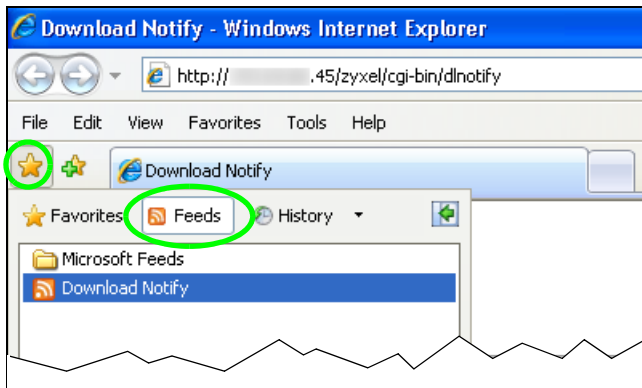 Download Notify - Windows Internet Explorer
http:// .45/zyxel/cgi-bin/dlnotify
File Edit View Favorites Tools Help
Download Notify
Favorites Feeds History
Microsoft Feeds
Download Notify